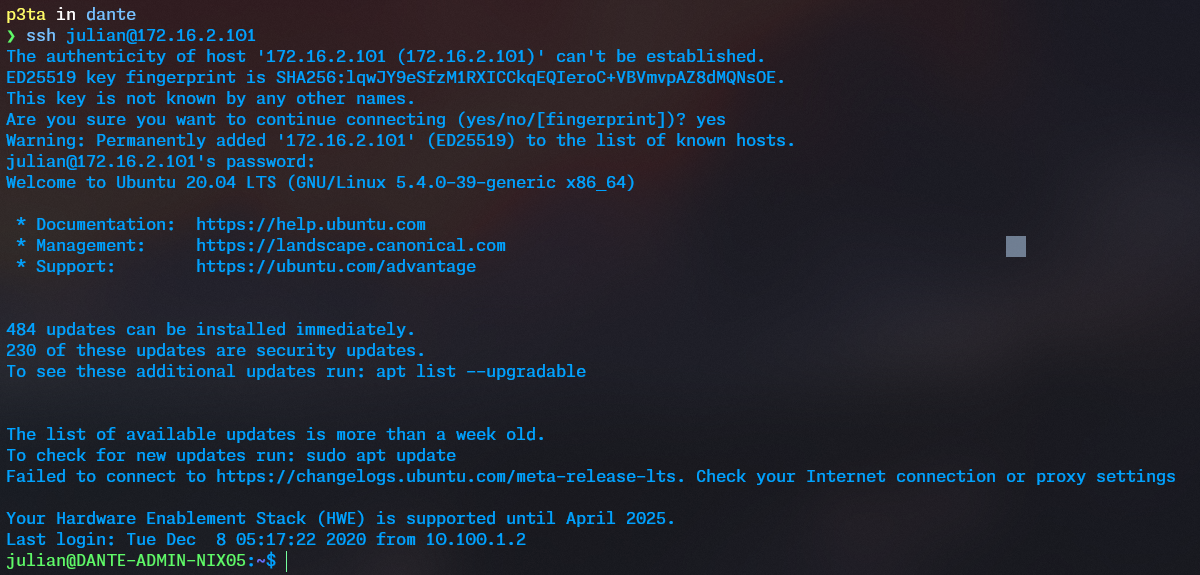 p3ta in dante
❯ ssh julian@172.16.2.101
The authenticity of host '172.16.2.101 (172.16.2.101)' can't be established.
ED25519 key fingerprint is SHA256:lqwJY9eSfzM1RXICCkqEQIeroC+VBVmvpAZ8dMQNsOE.
This key is not known by any other names.
Are you sure you want to continue connecting (yes/no/[fingerprint])? yes
Warning: Permanently added '172.16.2.101' (ED25519) to the list of known hosts.
julian@172.16.2.101's password:
Welcome to Ubuntu 20.04 LTS (GNU/Linux 5.4.0-39-generic x86_64)
 * Documentation:  https://help.ubuntu.com
 * Management:     https://landscape.canonical.com
 * Support:        https://ubuntu.com/advantage
484 updates can be installed immediately.
230 of these updates are security updates.
To see these additional updates run: apt list --upgradable
The list of available updates is more than a week old.
To check for new updates run: sudo apt update
Failed to connect to https://changelogs.ubuntu.com/meta-release-lts. Check your Internet connection or proxy settings
Your Hardware Enablement Stack (HWE) is supported until April 2025.
Last login: Tue Dec  8 05:17:22 2020 from 10.100.1.2
julian@DANTE-ADMIN-NIX05:~$